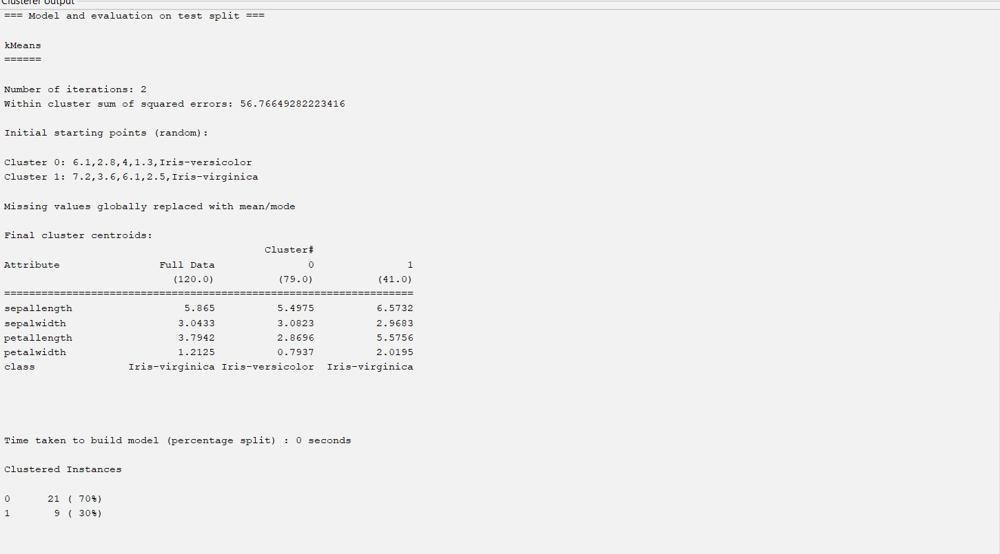 Clusterer output
=== Model and evaluation on test split ===
kMeans
======
Number of iterations: 2
Within cluster sum of squared errors: 56.76649282223416
Initial starting points (random):
Cluster 0: 6.1,2.8,4,1.3,Iris-versicolor
Cluster 1: 7.2,3.6,6.1,2.5,Iris-virginica
Missing values globally replaced with mean/mode
Final cluster centroids:
Cluster#
Attribute Full Data 0 1
(120.0) (79.0) (41.0)
==================================================================
sepallength 5.865 5.4975 6.5732
sepalwidth 3.0433 3.0823 2.9683
petallength 3.7942 2.8696 5.5756
petalwidth 1.2125 0.7937 2.0195
class Iris-virginica Iris-versicolor Iris-virginica
Time taken to build model (percentage split) : 0 seconds
Clustered Instances
0 21 ( 70%)
1 9 ( 30%)